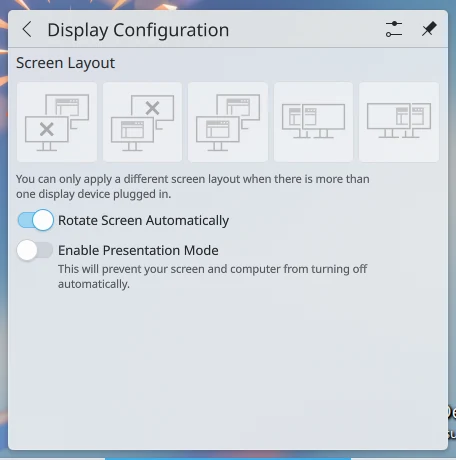 Display Configuration
Screen Layout
You can only apply a different screen layout when there is more than
one display device plugged in.
Rotate Screen Automatically
Enable Presentation Mode
This will prevent your screen and computer from turning off
automatically.